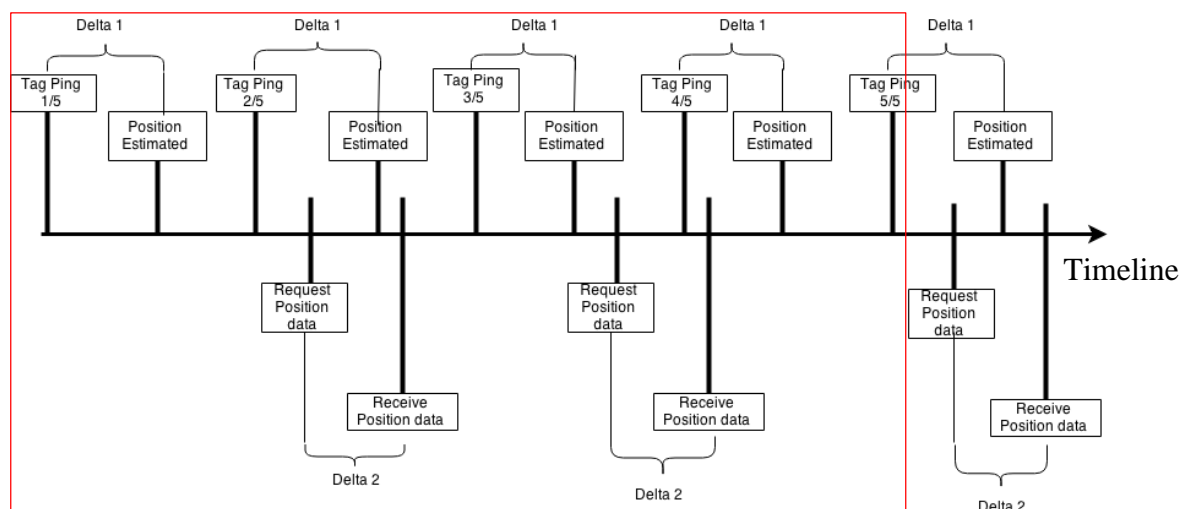 Delta 1
Delta 1
Delta 1
Delta 1
Delta 1
Tag Ping
1/5
Tag Ping
2/5
Tag Ping
3/5
Tag Ping
4/5
Tag Ping
5/5
Position
Estimated
Position
Estimated
Position
Estimated
Position
Estimated
Position
Estimated
Timeline
Request
Position
data
Request
Position
data
Request
Position
data
Receive
Position data
Receive
Position data
Receive
Position data
Delta 2
Delta 2
Delta 2